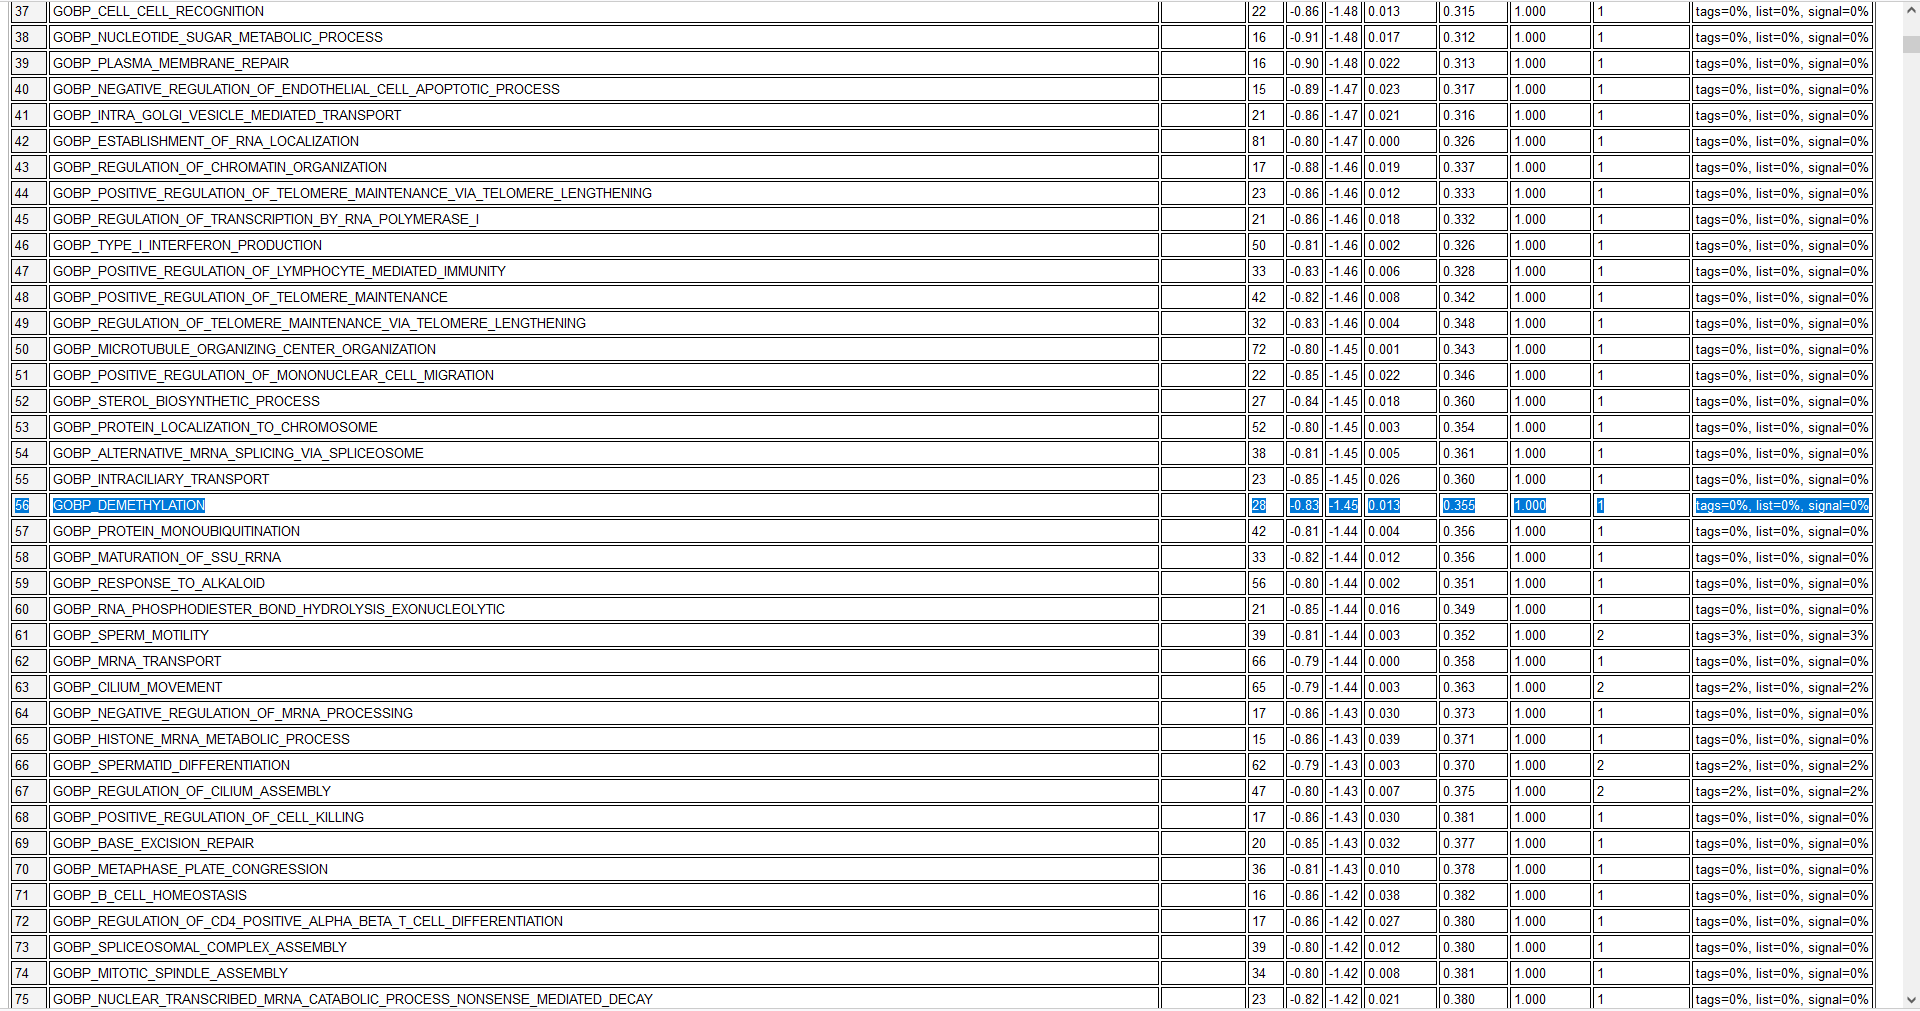 37 GOBP_CELL_CELL_RECOGNITION 22 -0.86 -1.48 0.013 0.315 1.000 1 tags=0%, list=0%, signal=0%
38 GOBP_NUCLEOTIDE_SUGAR_METABOLIC_PROCESS 16 -0.91 -1.48 0.017 0.312 1.000 1 tags=0%, list=0%, signal=0%
39 GOBP_PLASMA_MEMBRANE_REPAIR 16 -0.90 -1.48 0.022 0.313 1.000 1 tags=0%, list=0%, signal=0%
40 GOBP_NEGATIVE_REGULATION_OF_ENDOTHELIAL_CELL_APOPTOTIC_PROCESS 15 -0.89 -1.47 0.023 0.317 1.000 1 tags=0%, list=0%, signal=0%
41 GOBP_INTRA_GOLGI_VESICLE_MEDIATED_TRANSPORT 21 -0.86 -1.47 0.021 0.316 1.000 1 tags=0%, list=0%, signal=0%
42 GOBP_ESTABLISHMENT_OF_RNA_LOCALIZATION 81 -0.80 -1.47 0.000 0.326 1.000 1 tags=0%, list=0%, signal=0%
43 GOBP_REGULATION_OF_CHROMATIN_ORGANIZATION 17 -0.88 -1.46 0.019 0.337 1.000 1 tags=0%, list=0%, signal=0%
44 GOBP_POSITIVE_REGULATION_OF_TELOMERE_MAINTENANCE_VIA_TELOMERE_LENGTHENING 23 -0.86 -1.46 0.012 0.333 1.000 1 tags=0%, list=0%, signal=0%
45 GOBP_REGULATION_OF_TRANSCRIPTION_BY_RNA_POLYMERASE_I 21 -0.86 -1.46 0.018 0.332 1.000 1 tags=0%, list=0%, signal=0%
46 GOBP_TYPE_I_INTERFERON_PRODUCTION 50 -0.81 -1.46 0.002 0.326 1.000 1 tags=0%, list=0%, signal=0%
47 GOBP_POSITIVE_REGULATION_OF_LYMPHOCYTE_MEDIATED_IMMUNITY 33 -0.83 -1.46 0.006 0.328 1.000 1 tags=0%, list=0%, signal=0%
48 GOBP_POSITIVE_REGULATION_OF_TELOMERE_MAINTENANCE 42 -0.82 -1.46 0.008 0.342 1.000 1 tags=0%, list=0%, signal=0%
49 GOBP_REGULATION_OF_TELOMERE_MAINTENANCE_VIA_TELOMERE_LENGTHENING 32 -0.83 -1.46 0.004 0.348 1.000 1 tags=0%, list=0%, signal=0%
50 GOBP_MICROTUBULE_ORGANIZING_CENTER_ORGANIZATION 72 -0.80 -1.45 0.001 0.343 1.000 1 tags=0%, list=0%, signal=0%
51 GOBP_POSITIVE_REGULATION_OF_MONONUCLEAR_CELL_MIGRATION 22 -0.85 -1.45 0.022 0.346 1.000 1 tags=0%, list=0%, signal=0%
52 GOBP_STEROL_BIOSYNTHETIC_PROCESS 27 -0.84 -1.45 0.018 0.360 1.000 1 tags=0%, list=0%, signal=0%
53 GOBP_PROTEIN_LOCALIZATION_TO_CHROMOSOME 52 -0.80 -1.45 0.003 0.354 1.000 1 tags=0%, list=0%, signal=0%
54 GOBP_ALTERNATIVE_MRNA_SPLICING_VIA_SPLICEOSOME 38 -0.81 -1.45 0.005 0.361 1.000 1 tags=0%, list=0%, signal=0%
55 GOBP_INTRACILIARY_TRANSPORT 23 -0.85 -1.45 0.026 0.360 1.000 1 tags=0%, list=0%, signal=0%
56 GOBP_DEMETHYLATION 28 -0.83 -1.45 0.013 0.355 1.000 1 tags=0%, list=0%, signal=0%
57 GOBP_PROTEIN_MONOUBIQUITINATION 42 -0.81 -1.44 0.004 0.356 1.000 1 tags=0%, list=0%, signal=0%
58 GOBP_MATURATION_OF_SSU_RRNA 33 -0.82 -1.44 0.012 0.356 1.000 1 tags=0%, list=0%, signal=0%
59 GOBP_RESPONSE_TO_ALKALOID 56 -0.80 -1.44 0.002 0.351 1.000 1 tags=0%, list=0%, signal=0%
60 GOBP_RNA_PHOSPHODIESTER_BOND_HYDROLYSIS_EXONUCLEOLYTIC 21 -0.85 -1.44 0.016 0.349 1.000 1 tags=0%, list=0%, signal=0%
61 GOBP_SPERM_MOTILITY 39 -0.81 -1.44 0.003 0.352 1.000 2 tags=3%, list=0%, signal=3%
62 GOBP_MRNA_TRANSPORT 66 -0.79 -1.44 0.000 0.358 1.000 1 tags=0%, list=0%, signal=0%
63 GOBP_CILIUM_MOVEMENT 65 -0.79 -1.44 0.003 0.363 1.000 2 tags=2%, list=0%, signal=2%
64 GOBP_NEGATIVE_REGULATION_OF_MRNA_PROCESSING 17 -0.86 -1.43 0.030 0.373 1.000 1 tags=0%, list=0%, signal=0%
65 GOBP_HISTONE_MRNA_METABOLIC_PROCESS 15 -0.86 -1.43 0.039 0.371 1.000 1 tags=0%, list=0%, signal=0%
66 GOBP_SPERMATID_DIFFERENTIATION 62 -0.79 -1.43 0.003 0.370 1.000 2 tags=2%, list=0%, signal=2%
67 GOBP_REGULATION_OF_CILIUM_ASSEMBLY 47 -0.80 -1.43 0.007 0.375 1.000 2 tags=2%, list=0%, signal=2%
68 GOBP_POSITIVE_REGULATION_OF_CELL_KILLING 17 -0.86 -1.43 0.030 0.381 1.000 1 tags=0%, list=0%, signal=0%
69 GOBP_BASE_EXCISION_REPAIR 20 -0.85 -1.43 0.032 0.377 1.000 1 tags=0%, list=0%, signal=0%
70 GOBP_METAPHASE_PLATE_CONGRESSION 36 -0.81 -1.43 0.010 0.378 1.000 1 tags=0%, list=0%, signal=0%
71 GOBP_B_CELL_HOMEOSTASIS 16 -0.86 -1.42 0.038 0.382 1.000 1 tags=0%, list=0%, signal=0%
72 GOBP_REGULATION_OF_CD4_POSITIVE_ALPHA_BETA_T_CELL_DIFFERENTIATION 17 -0.86 -1.42 0.027 0.380 1.000 1 tags=0%, list=0%, signal=0%
73 GOBP_SPLICEOSOMAL_COMPLEX_ASSEMBLY 39 -0.80 -1.42 0.012 0.380 1.000 1 tags=0%, list=0%, signal=0%
74 GOBP_MITOTIC_SPINDLE_ASSEMBLY 34 -0.80 -1.42 0.008 0.381 1.000 1 tags=0%, list=0%, signal=0%
75 GOBP_NUCLEAR_TRANSCRIBED_MRNA_CATABOLIC_PROCESS_NONSENSE_MEDIATED_DECAY 23 -0.82 -1.42 0.021 0.380 1.000 1 tags=0%, list=0%, signal=0%